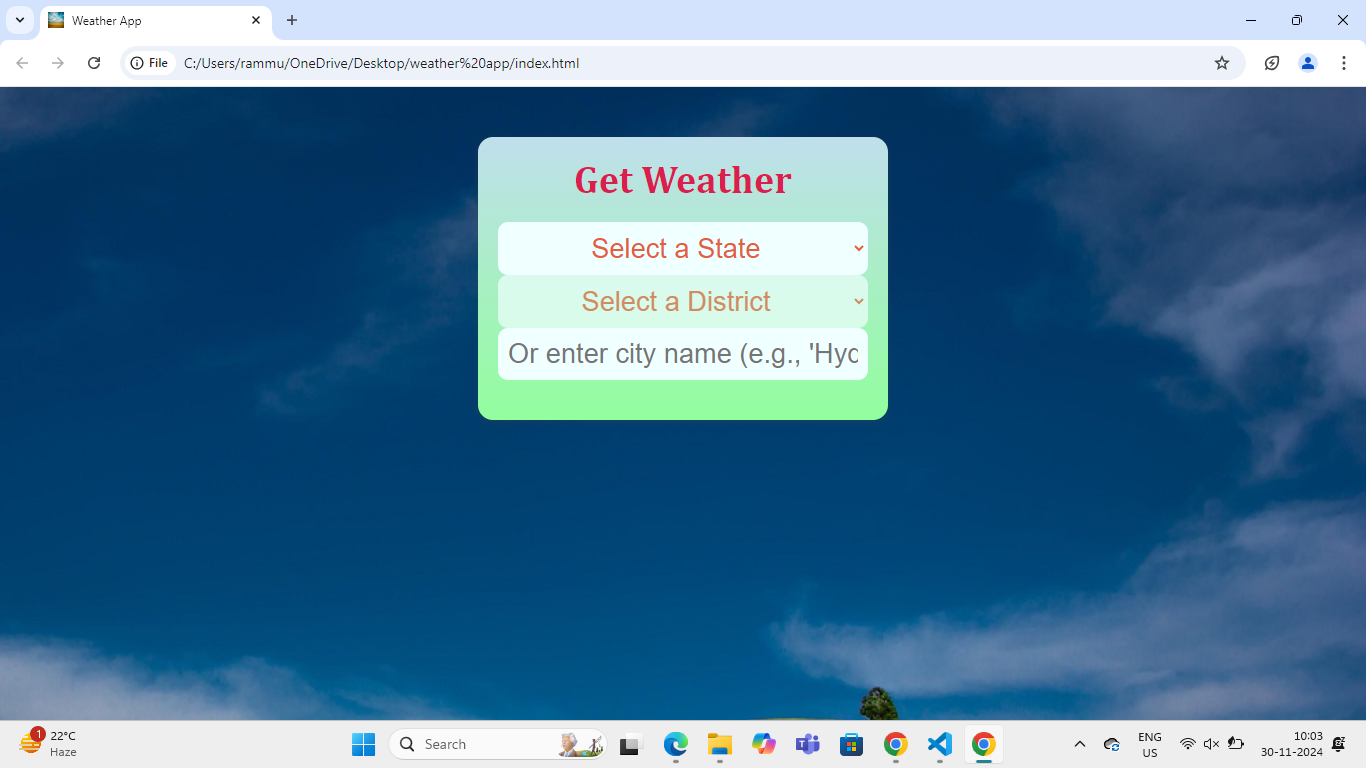 Weather App
File
C:/Users/rammu/OneDrive/Desktop/weather%20app/index.html
Get Weather
Select a State
Select a District
Or enter city name (e.g., 'Hyd
1
22°C
Haze
Search
ENG
US
10:03
30-11-2024